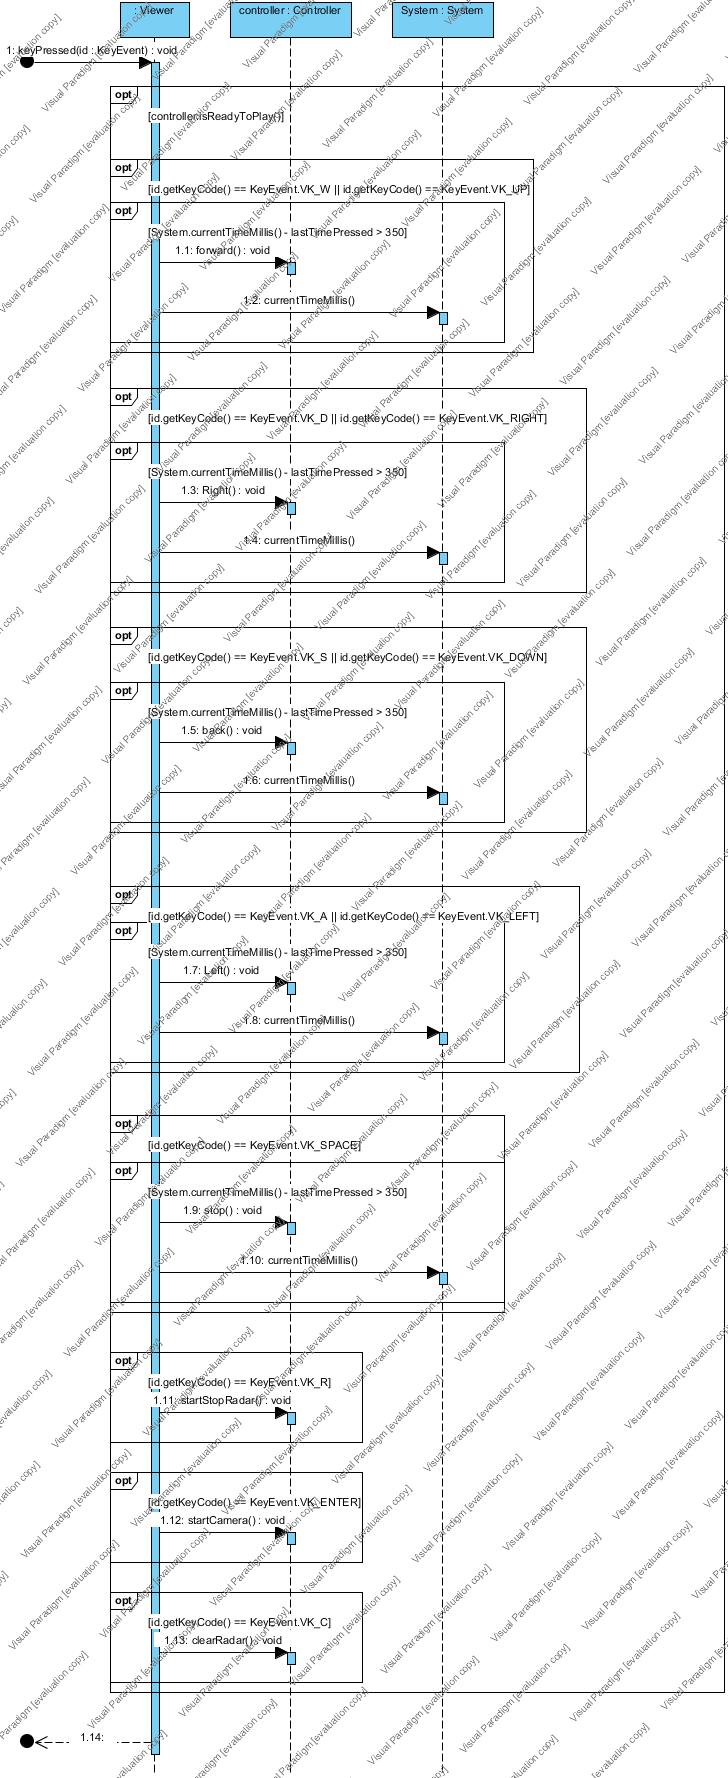 : Viewer
controller : Controller
System : System
1: keyPressed(id : KeyEvent) : void
opt
[controller.isReadyToPlay()]
opt
[id.getKeyCode() == KeyEvent.VK_W || id.getKeyCode() == KeyEvent.VK_UP]
opt
[System.currentTimeMillis() - lastTimePressed > 350]
1.1: forward() : void
1.2: currentTimeMillis()
opt
[id.getKeyCode() == KeyEvent.VK_D || id.getKeyCode() == KeyEvent.VK_RIGHT]
opt
[System.currentTimeMillis() - lastTimePressed > 350]
1.3: Right() : void
1.4: currentTimeMillis()
opt
[id.getKeyCode() == KeyEvent.VK_S || id.getKeyCode() == KeyEvent.VK_DOWN]
opt
[System.currentTimeMillis() - lastTimePressed > 350]
1.5: back() : void
1.6: currentTimeMillis()
opt
[id.getKeyCode() == KeyEvent.VK_A || id.getKeyCode() == KeyEvent.VK_LEFT]
opt
[System.currentTimeMillis() - lastTimePressed > 350]
1.7: Left() : void
1.8: currentTimeMillis()
opt
[id.getKeyCode() == KeyEvent.VK_SPACE]
opt
[System.currentTimeMillis() - lastTimePressed > 350]
1.9: stop() : void
1.10: currentTimeMillis()
opt
[id.getKeyCode() == KeyEvent.VK_R]
1.11: startStopRadar() : void
opt
[id.getKeyCode() == KeyEvent.VK_ENTER]
1.12: startCamera() : void
opt
[id.getKeyCode() == KeyEvent.VK_C]
1.13: clearRadar() : void
1.14:
Visual Paradigm [evaluation copy]